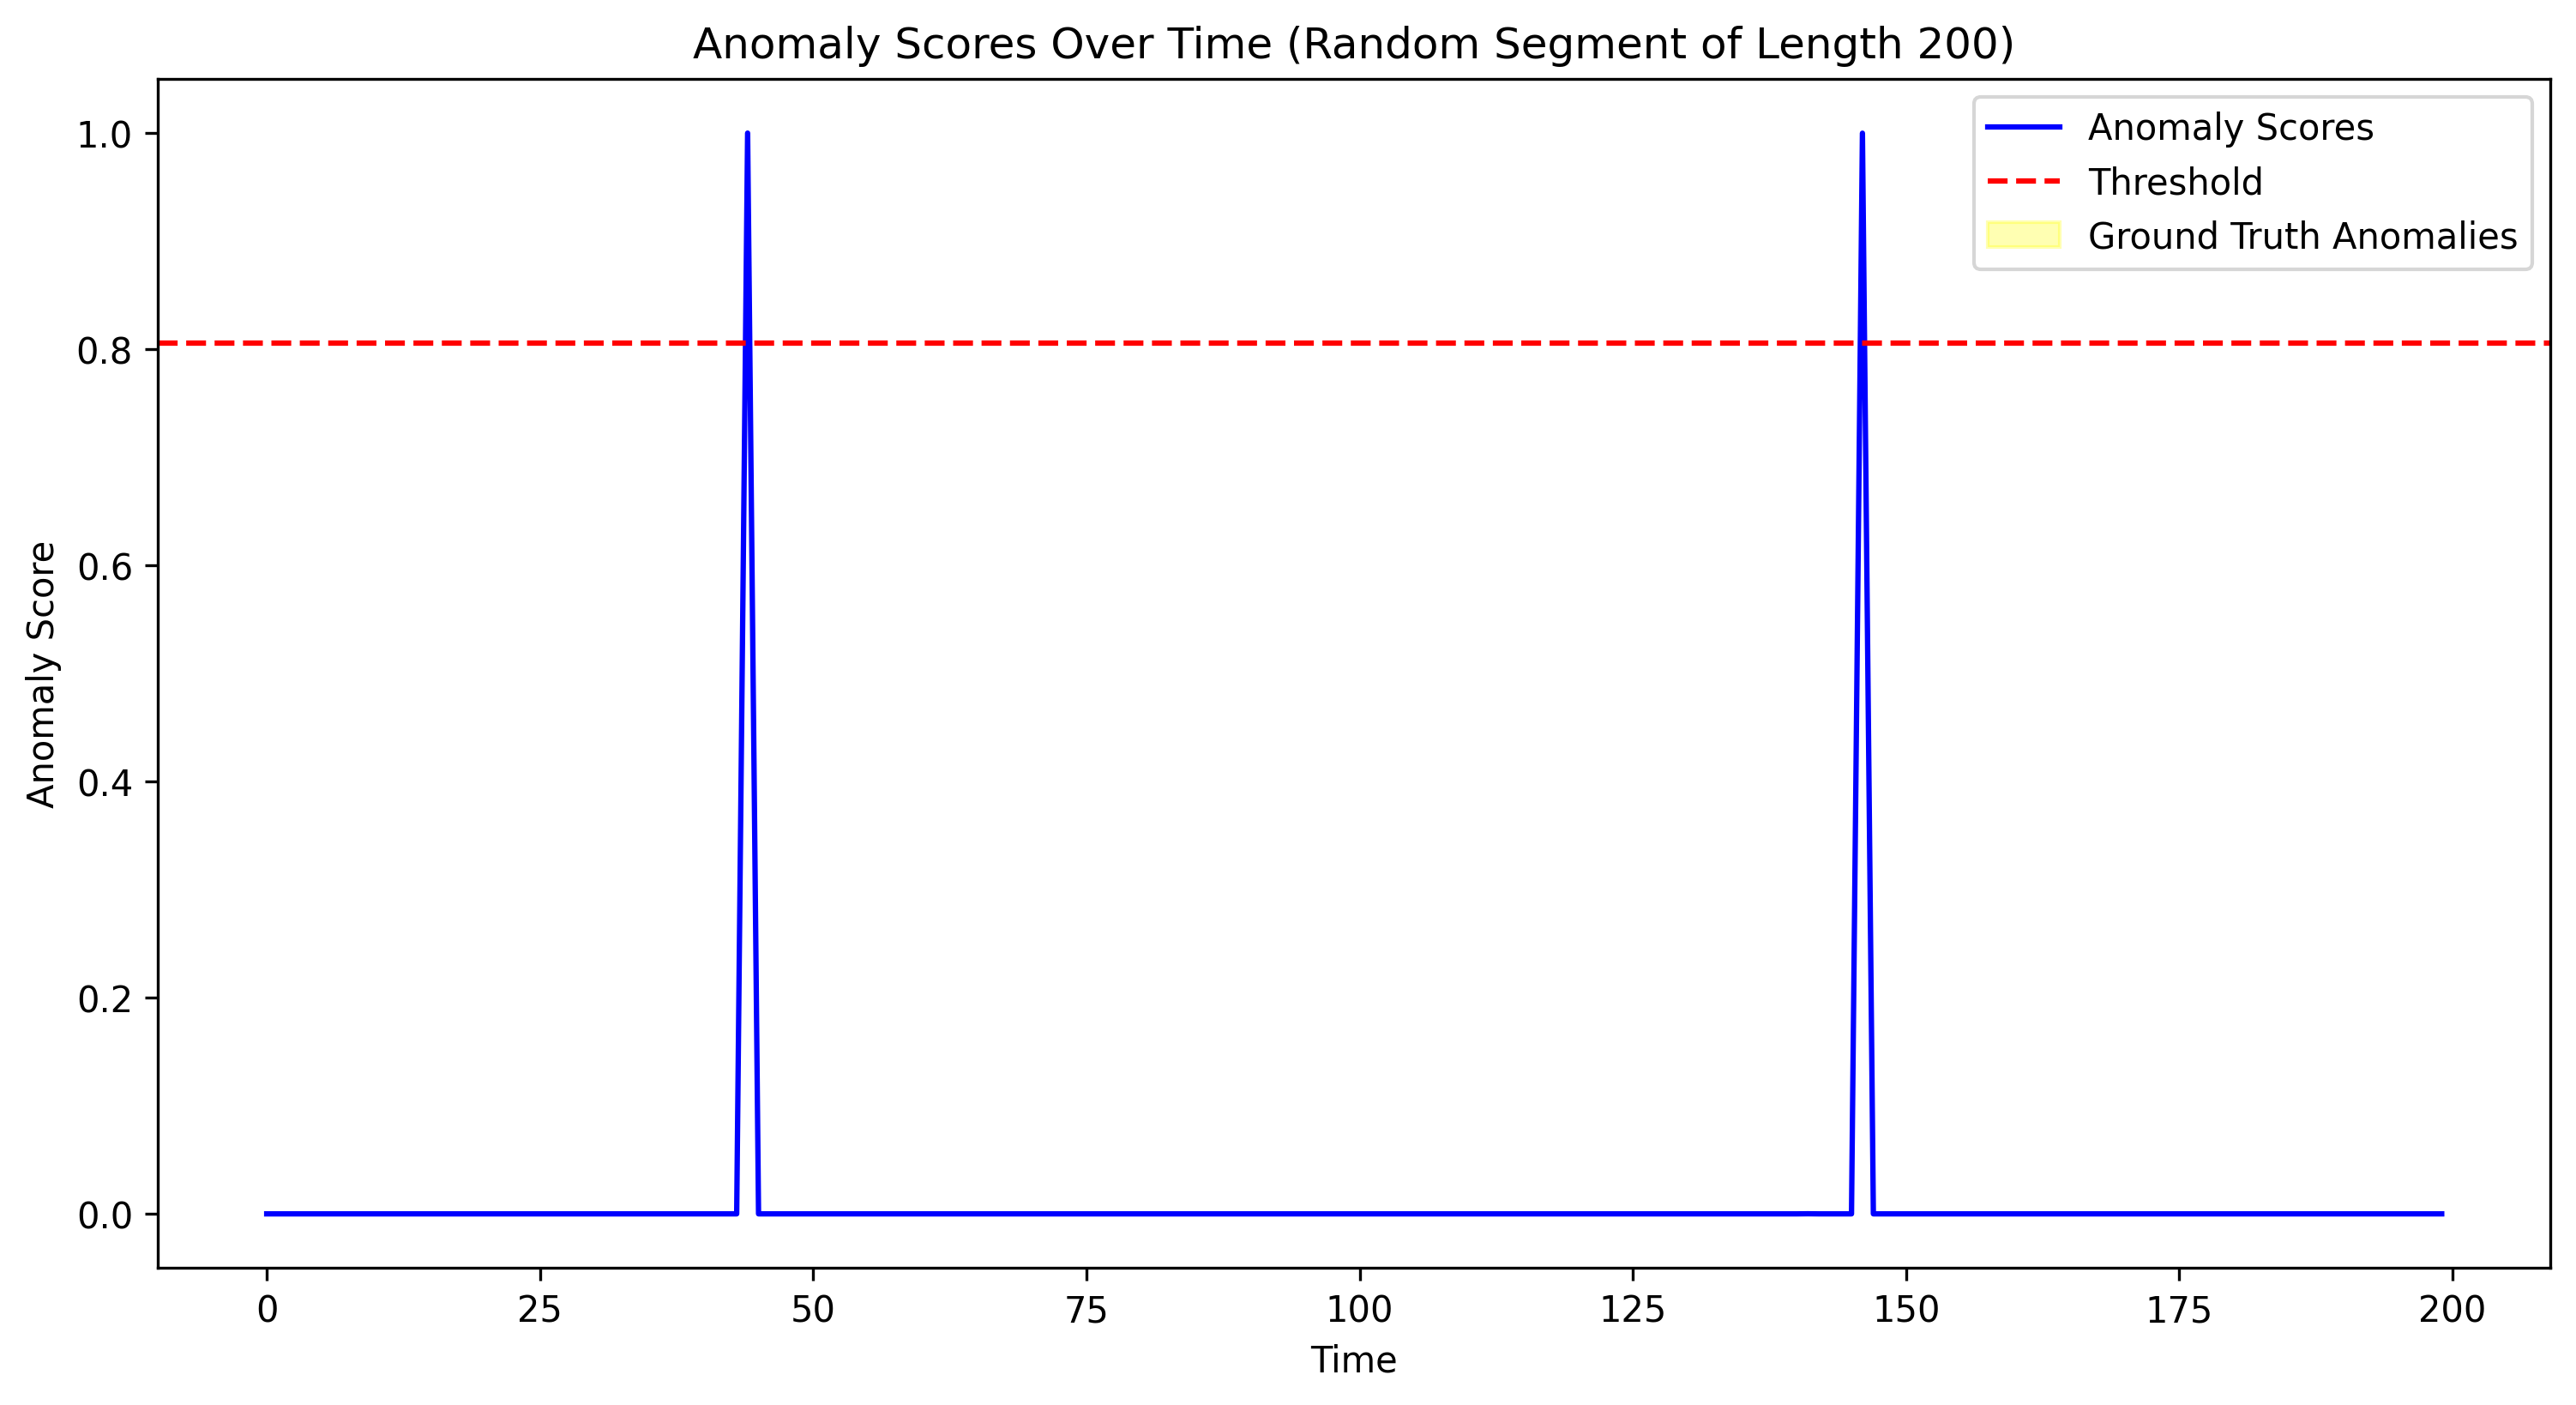 Anomaly Scores Over Time (Random Segment of Length 200)
Anomaly Scores
Threshold
Ground Truth Anomalies
Anomaly Score
1.0
0.8
0.6
0.4
0.2
0.0
0 25 50 75 100 125 150 175 200
Time